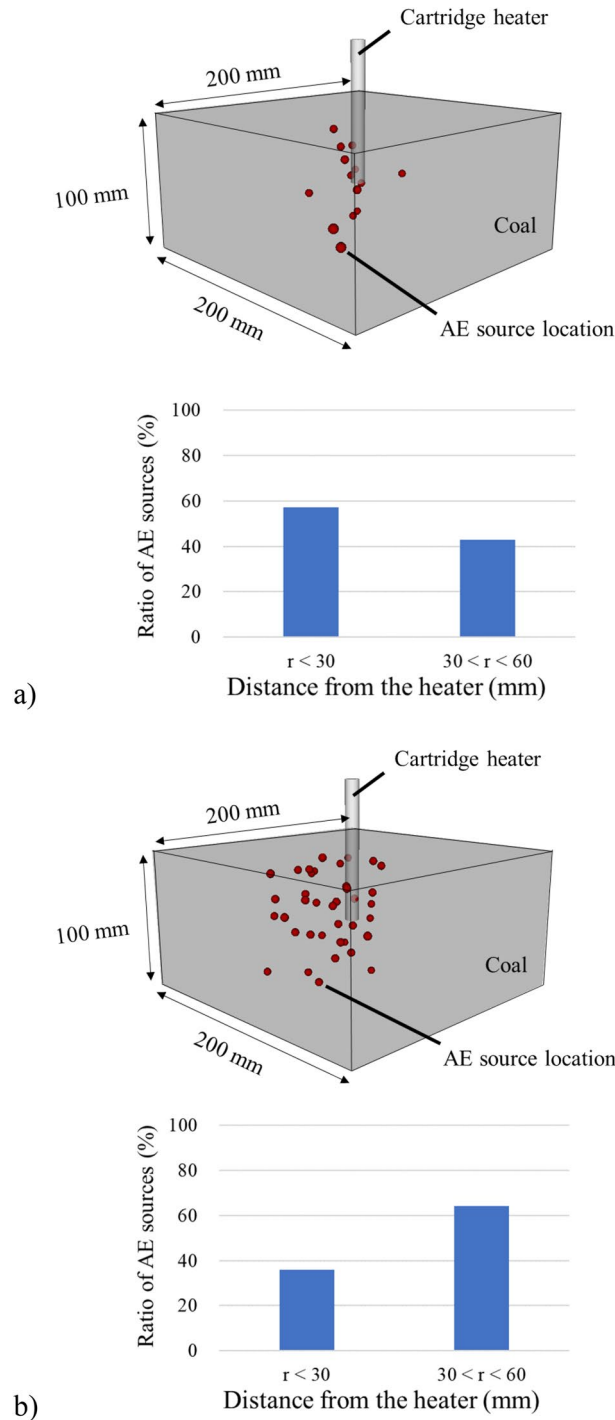 Cartridge heater
200 mm
100 mm
Coal
200 mm
AE source location
Ratio of AE sources (%)
100
80
60
40
20
0
r < 30
30 < r < 60
Distance from the heater (mm)
a)
Cartridge heater
200 mm
100 mm
Coal
200 mm
AE source location
Ratio of AE sources (%)
100
80
60
40
20
0
r < 30
30 < r < 60
Distance from the heater (mm)
b)